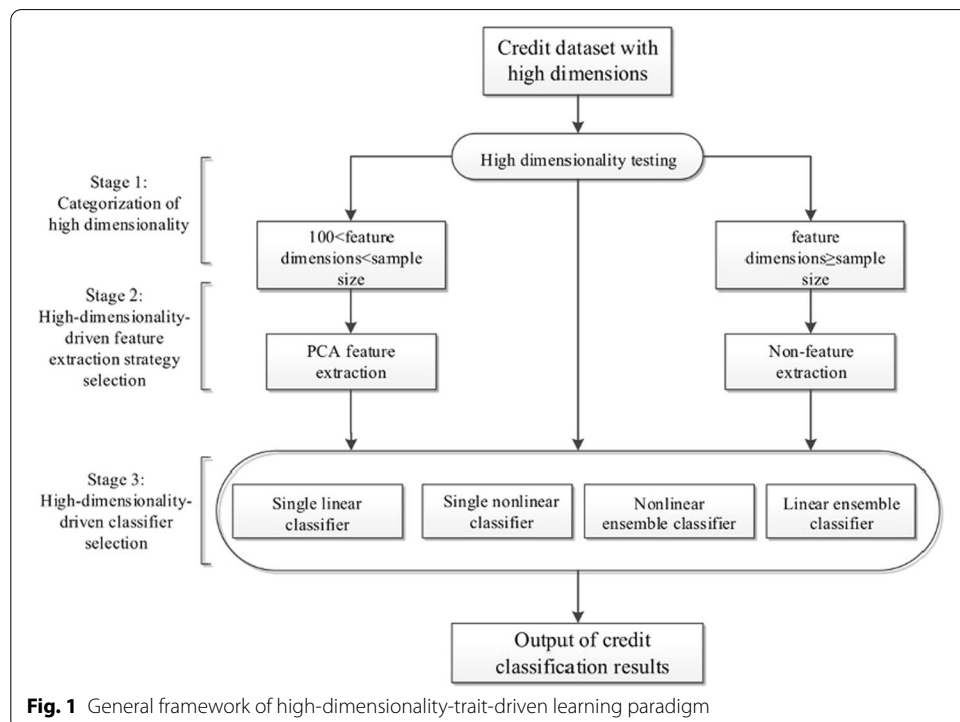 Credit dataset with
high dimensions
High dimensionality testing
Stage 1:
Categorization of
high dimensionality
100<feature
dimensions<sample
size
feature
dimensions≥sample
size
Stage 2:
High-dimensionality-
driven feature
extraction strategy
selection
PCA feature
extraction
Non-feature
extraction
Stage 3:
High-dimensionality-
driven classifier
selection
Single linear
classifier
Single nonlinear
classifier
Nonlinear
ensemble classifier
Linear ensemble
classifier
Output of credit
classification results
Fig. 1 General framework of high-dimensionality-trait-driven learning paradigm